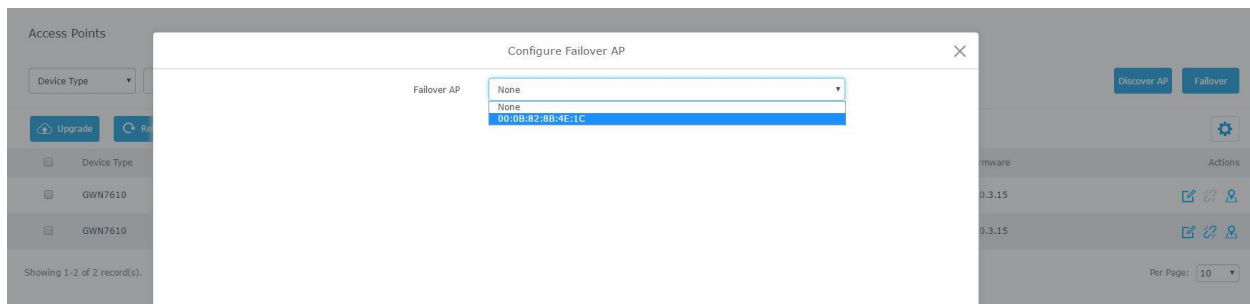 Access Points
Configure Failover AP
Device Type
Discover AP
Failover
Failover AP
None
None
00:0B:82:8B:4E:1C
Upgrade
Re
Device Type
rmware
Actions
GWN7610
0.3.15
GWN7610
0.3.15
Showing 1-2 of 2 record(s).
Per Page: 10